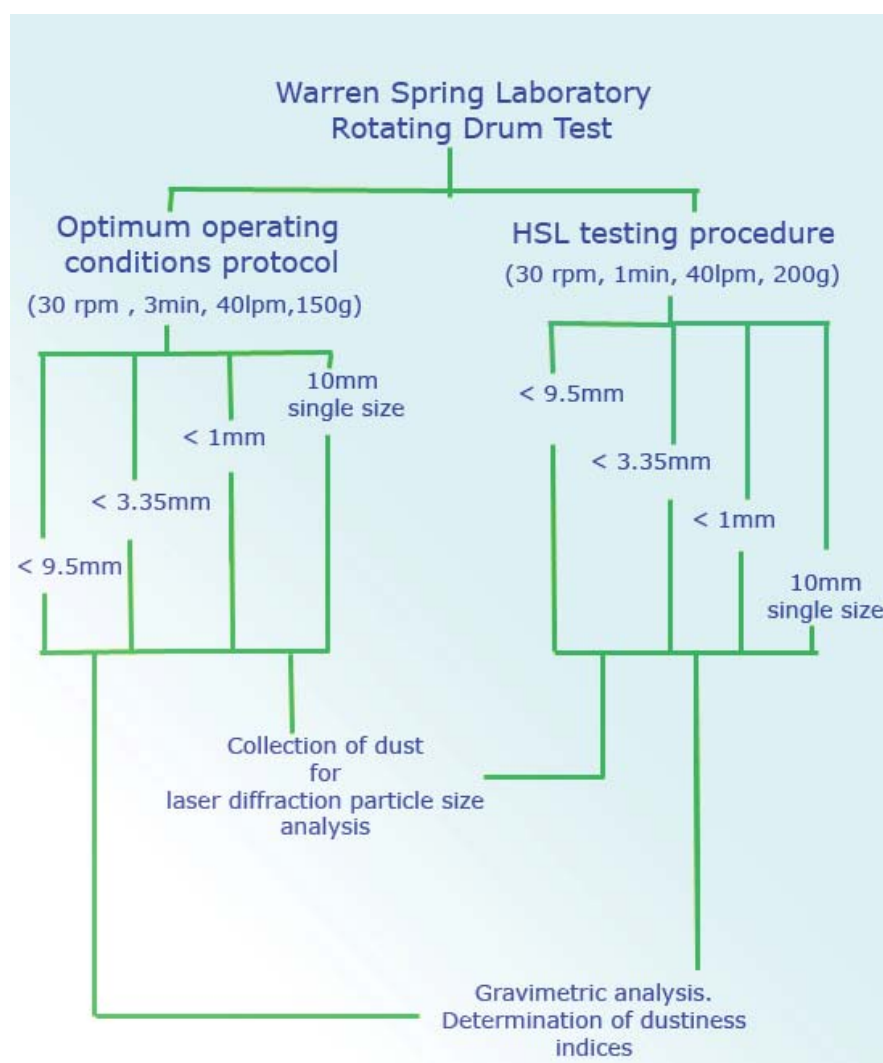 Warren Spring Laboratory
Rotating Drum Test
Optimum operating
conditions protocol
(30 rpm , 3min, 40lpm,150g)
HSL testing procedure
(30 rpm, 1min, 40lpm, 200g)
10mm
single size
< 1mm
< 3.35mm
< 9.5mm
< 9.5mm
< 3.35mm
< 1mm
10mm
single size
Collection of dust
for
laser diffraction particle size
analysis
Gravimetric analysis.
Determination of dustiness
indices